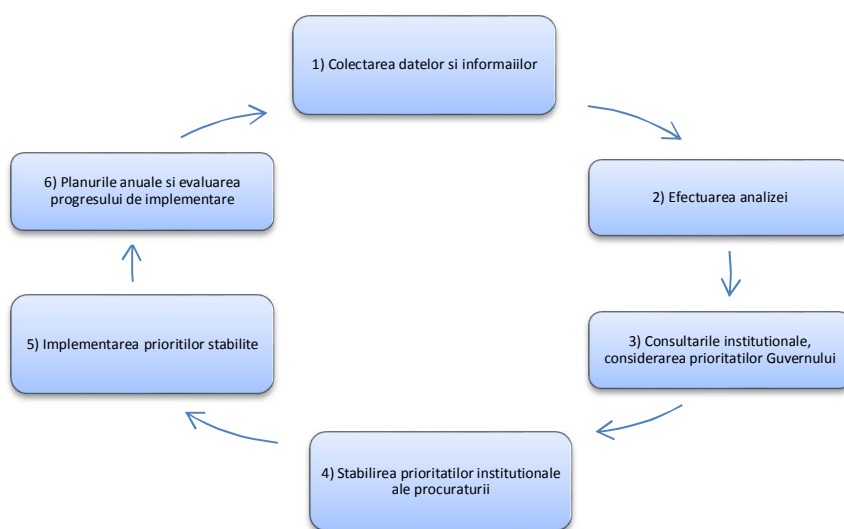 1) Colectarea datelor si informaiilor
2) Efectuarea analizei
3) Consultarile institutionale,
considerarea prioritatilor Guvernului
4) Stabilirea prioritatilor institutionale
ale procuraturii
5) Implementarea prioritilor stabilite
6) Planurile anuale si evaluarea
progresului de implementare